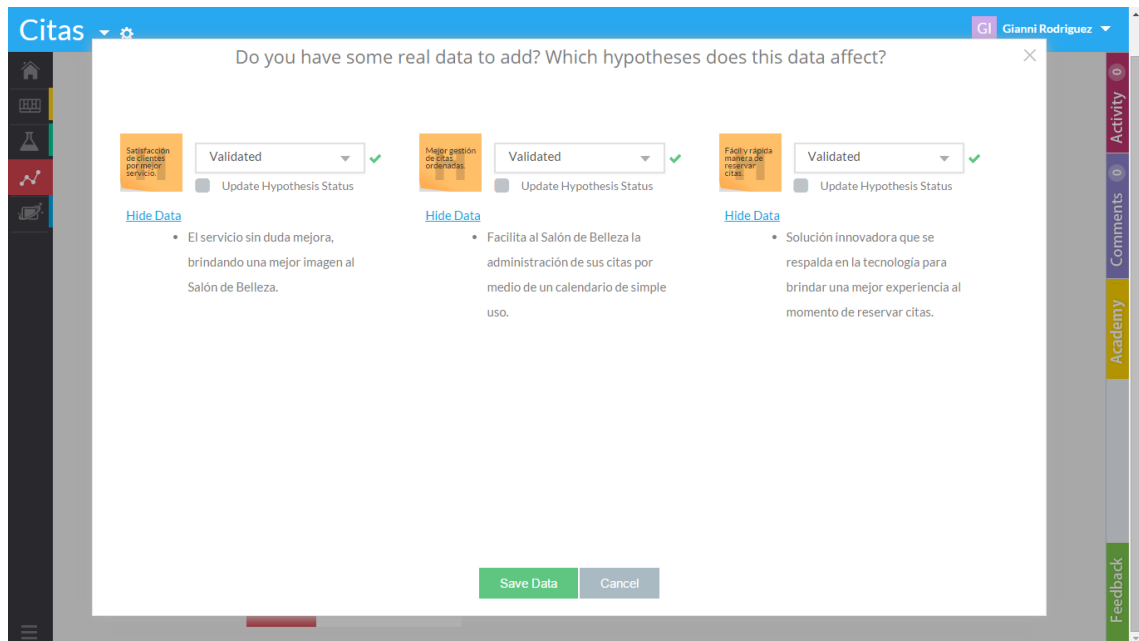 Citas
GI Gianni Rodriguez
Do you have some real data to add? Which hypotheses does this data affect?
Satisfacción
de clientes
por mejor
servicio.
Validated
Update Hypothesis Status
Hide Data
• El servicio sin duda mejora,
brindando una mejor imagen al
Salón de Belleza.
Mejor gestión
de citas
ordenadas.
Validated
Update Hypothesis Status
Hide Data
• Facilita al Salón de Belleza la
administración de sus citas por
medio de un calendario de simple
uso.
Fácil y rápida
manera de
reservar
citas.
Validated
Update Hypothesis Status
Hide Data
• Solución innovadora que se
respalda en la tecnología para
brindar una mejor experiencia al
momento de reservar citas.
Save Data
Cancel
Activity 0
Comments 0
Academy
Feedback